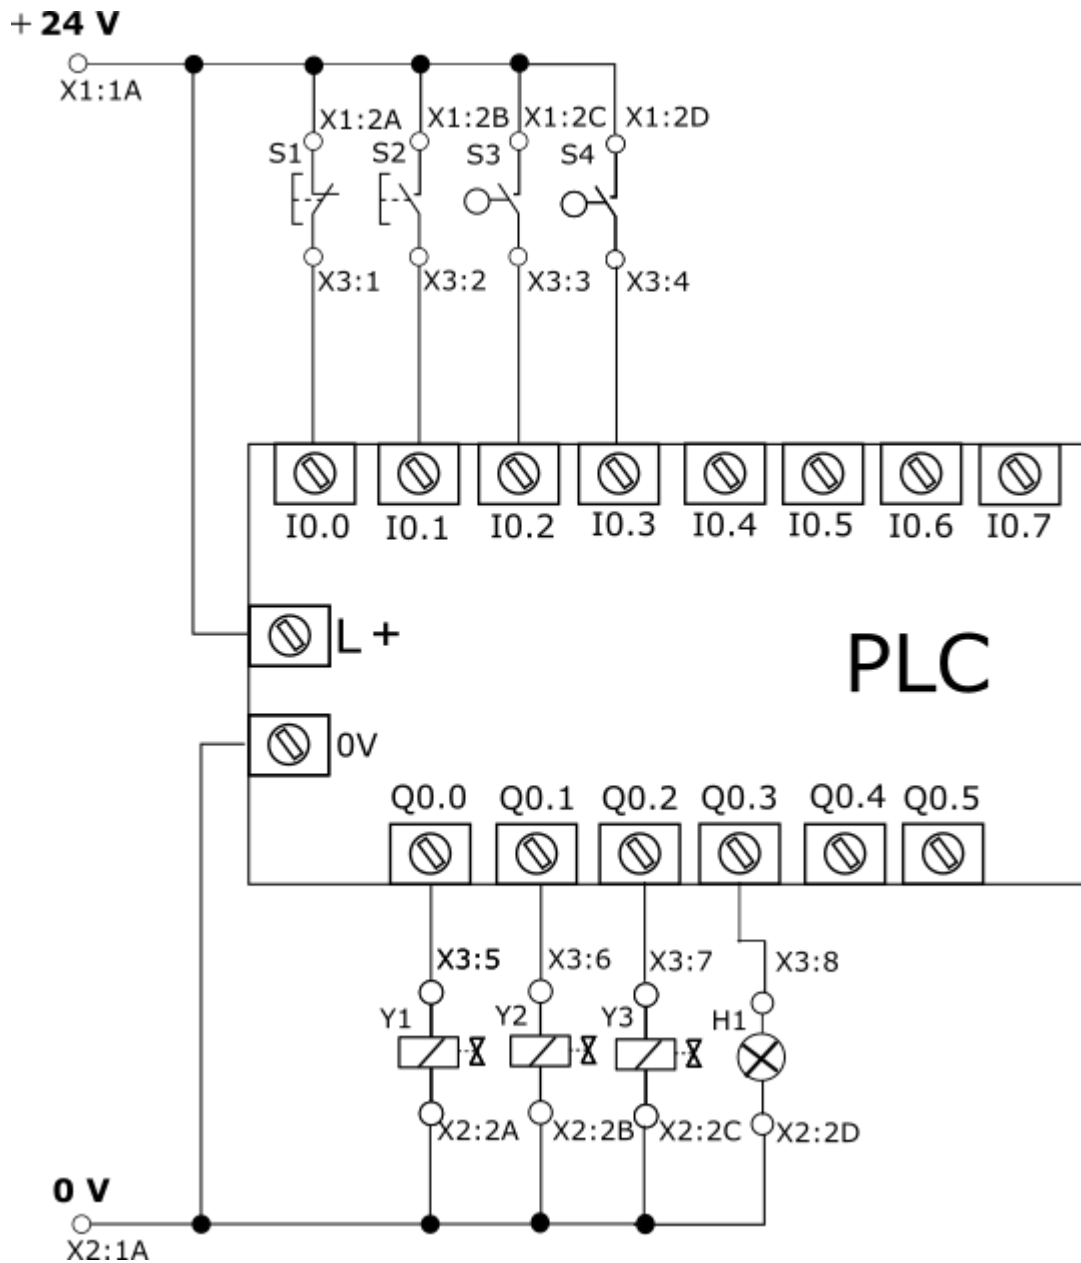 + 24 V
X1:1A
X1:2A X1:2B X1:2C X1:2D
S1 S2 S3 S4
X3:1 X3:2 X3:3 X3:4
I0.0 I0.1 I0.2 I0.3 I0.4 I0.5 I0.6 I0.7
L +
PLC
0V
Q0.0 Q0.1 Q0.2 Q0.3 Q0.4 Q0.5
X3:5 X3:6 X3:7 X3:8
Y1 Y2 Y3 H1
X2:2A X2:2B X2:2C X2:2D
0 V
X2:1A